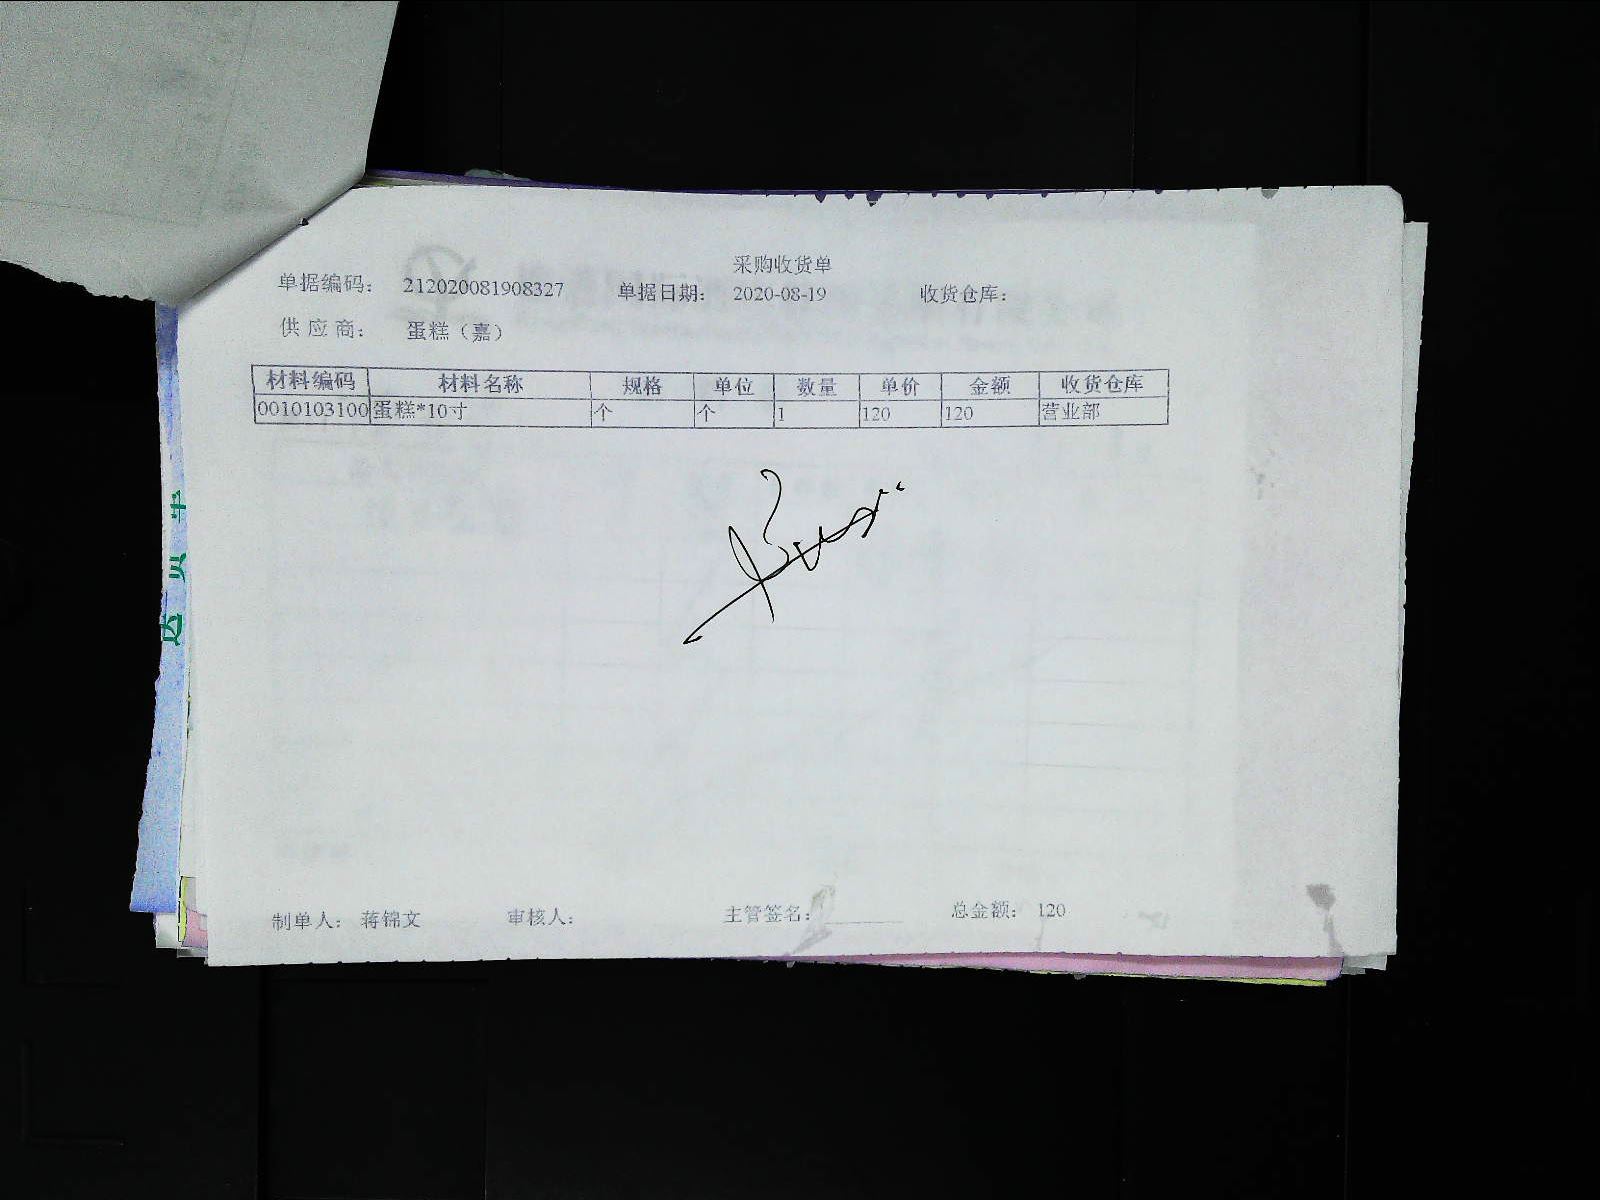 采购收货单
单据编码： 212020081908327 单据日期： 2020-08-19 收货仓库：
供应商： 蛋糕（嘉）
材料编码 材料名称 规格 单位 数量 单价 金额 收货仓库
0010103100 蛋糕*10寸 个 个 1 120 120 营业部
制单人： 蒋锦文 审核人： 主管签名： 总金额： 120